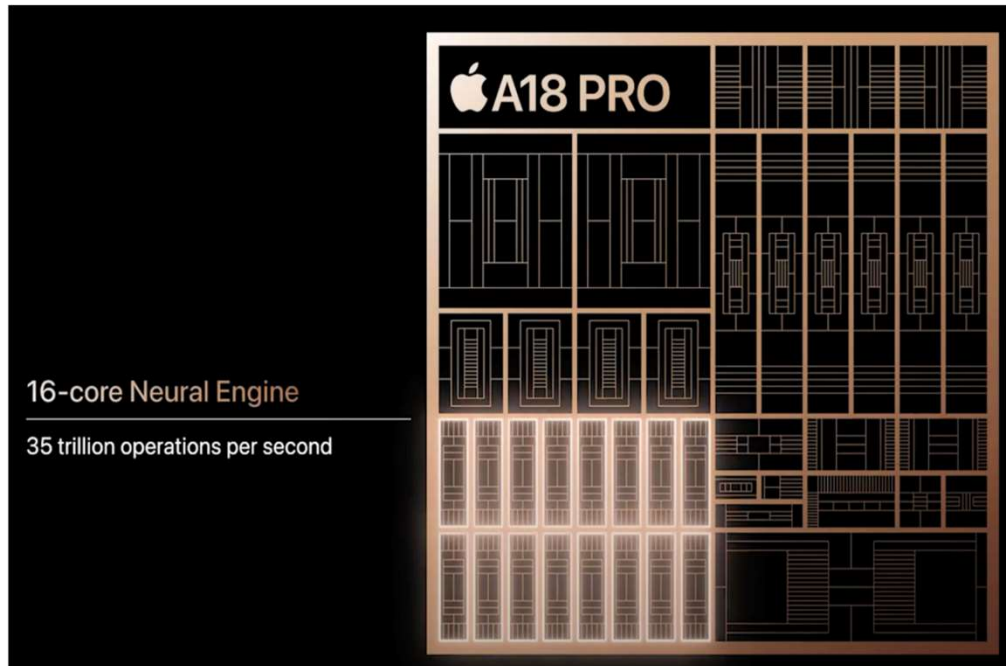 A18 PRO
16-core Neural Engine
35 trillion operations per second